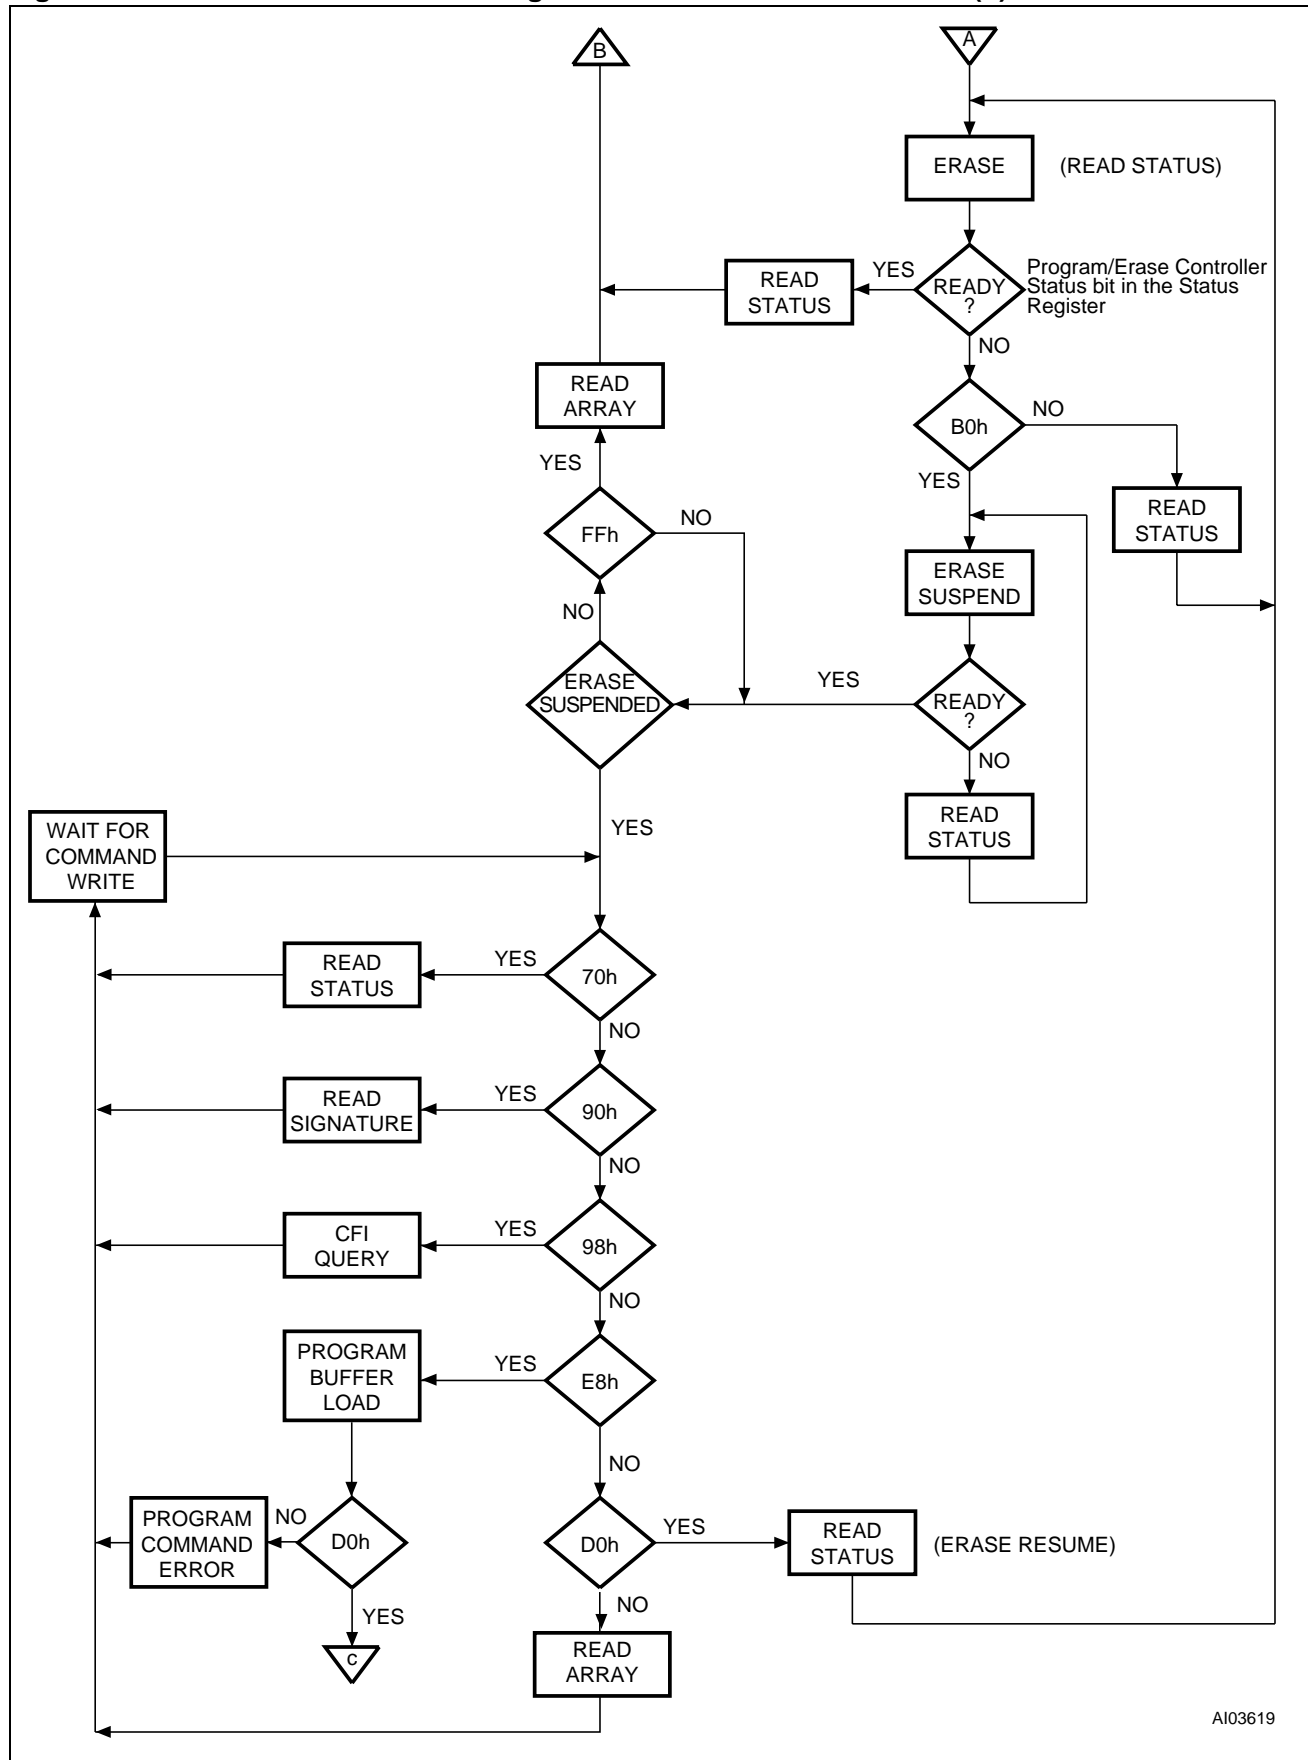 B
A
ERASE
(READ STATUS)
READ
STATUS
YES
READY
?
Program/Erase Controller
Status bit in the Status
Register
NO
READ
ARRAY
B0h
NO
YES
YES
READ
STATUS
FFh
NO
ERASE
SUSPEND
NO
ERASE
SUSPENDED
YES
READY
?
NO
READ
STATUS
YES
WAIT FOR
COMMAND
WRITE
READ
STATUS
YES
70h
NO
READ
SIGNATURE
YES
90h
NO
CFI
QUERY
YES
98h
NO
PROGRAM
BUFFER
LOAD
YES
E8h
NO
PROGRAM
COMMAND
ERROR
NO
D0h
YES
c
D0h
YES
READ
STATUS
(ERASE RESUME)
NO
READ
ARRAY
AI03619